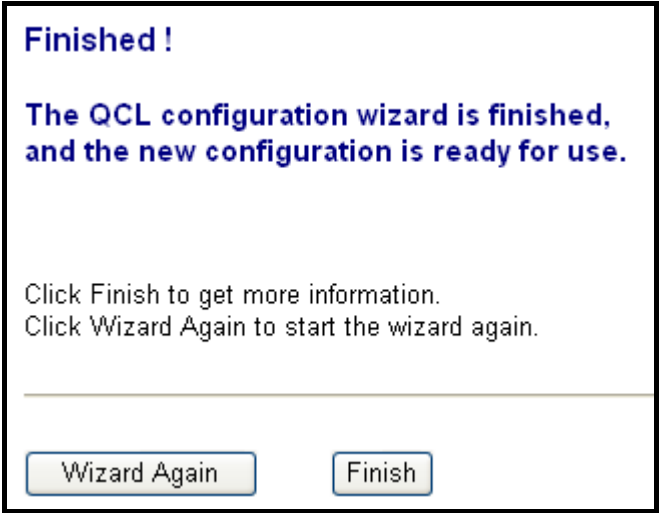 Finished !
The QCL configuration wizard is finished,
and the new configuration is ready for use.
Click Finish to get more information.
Click Wizard Again to start the wizard again.
Wizard Again
Finish